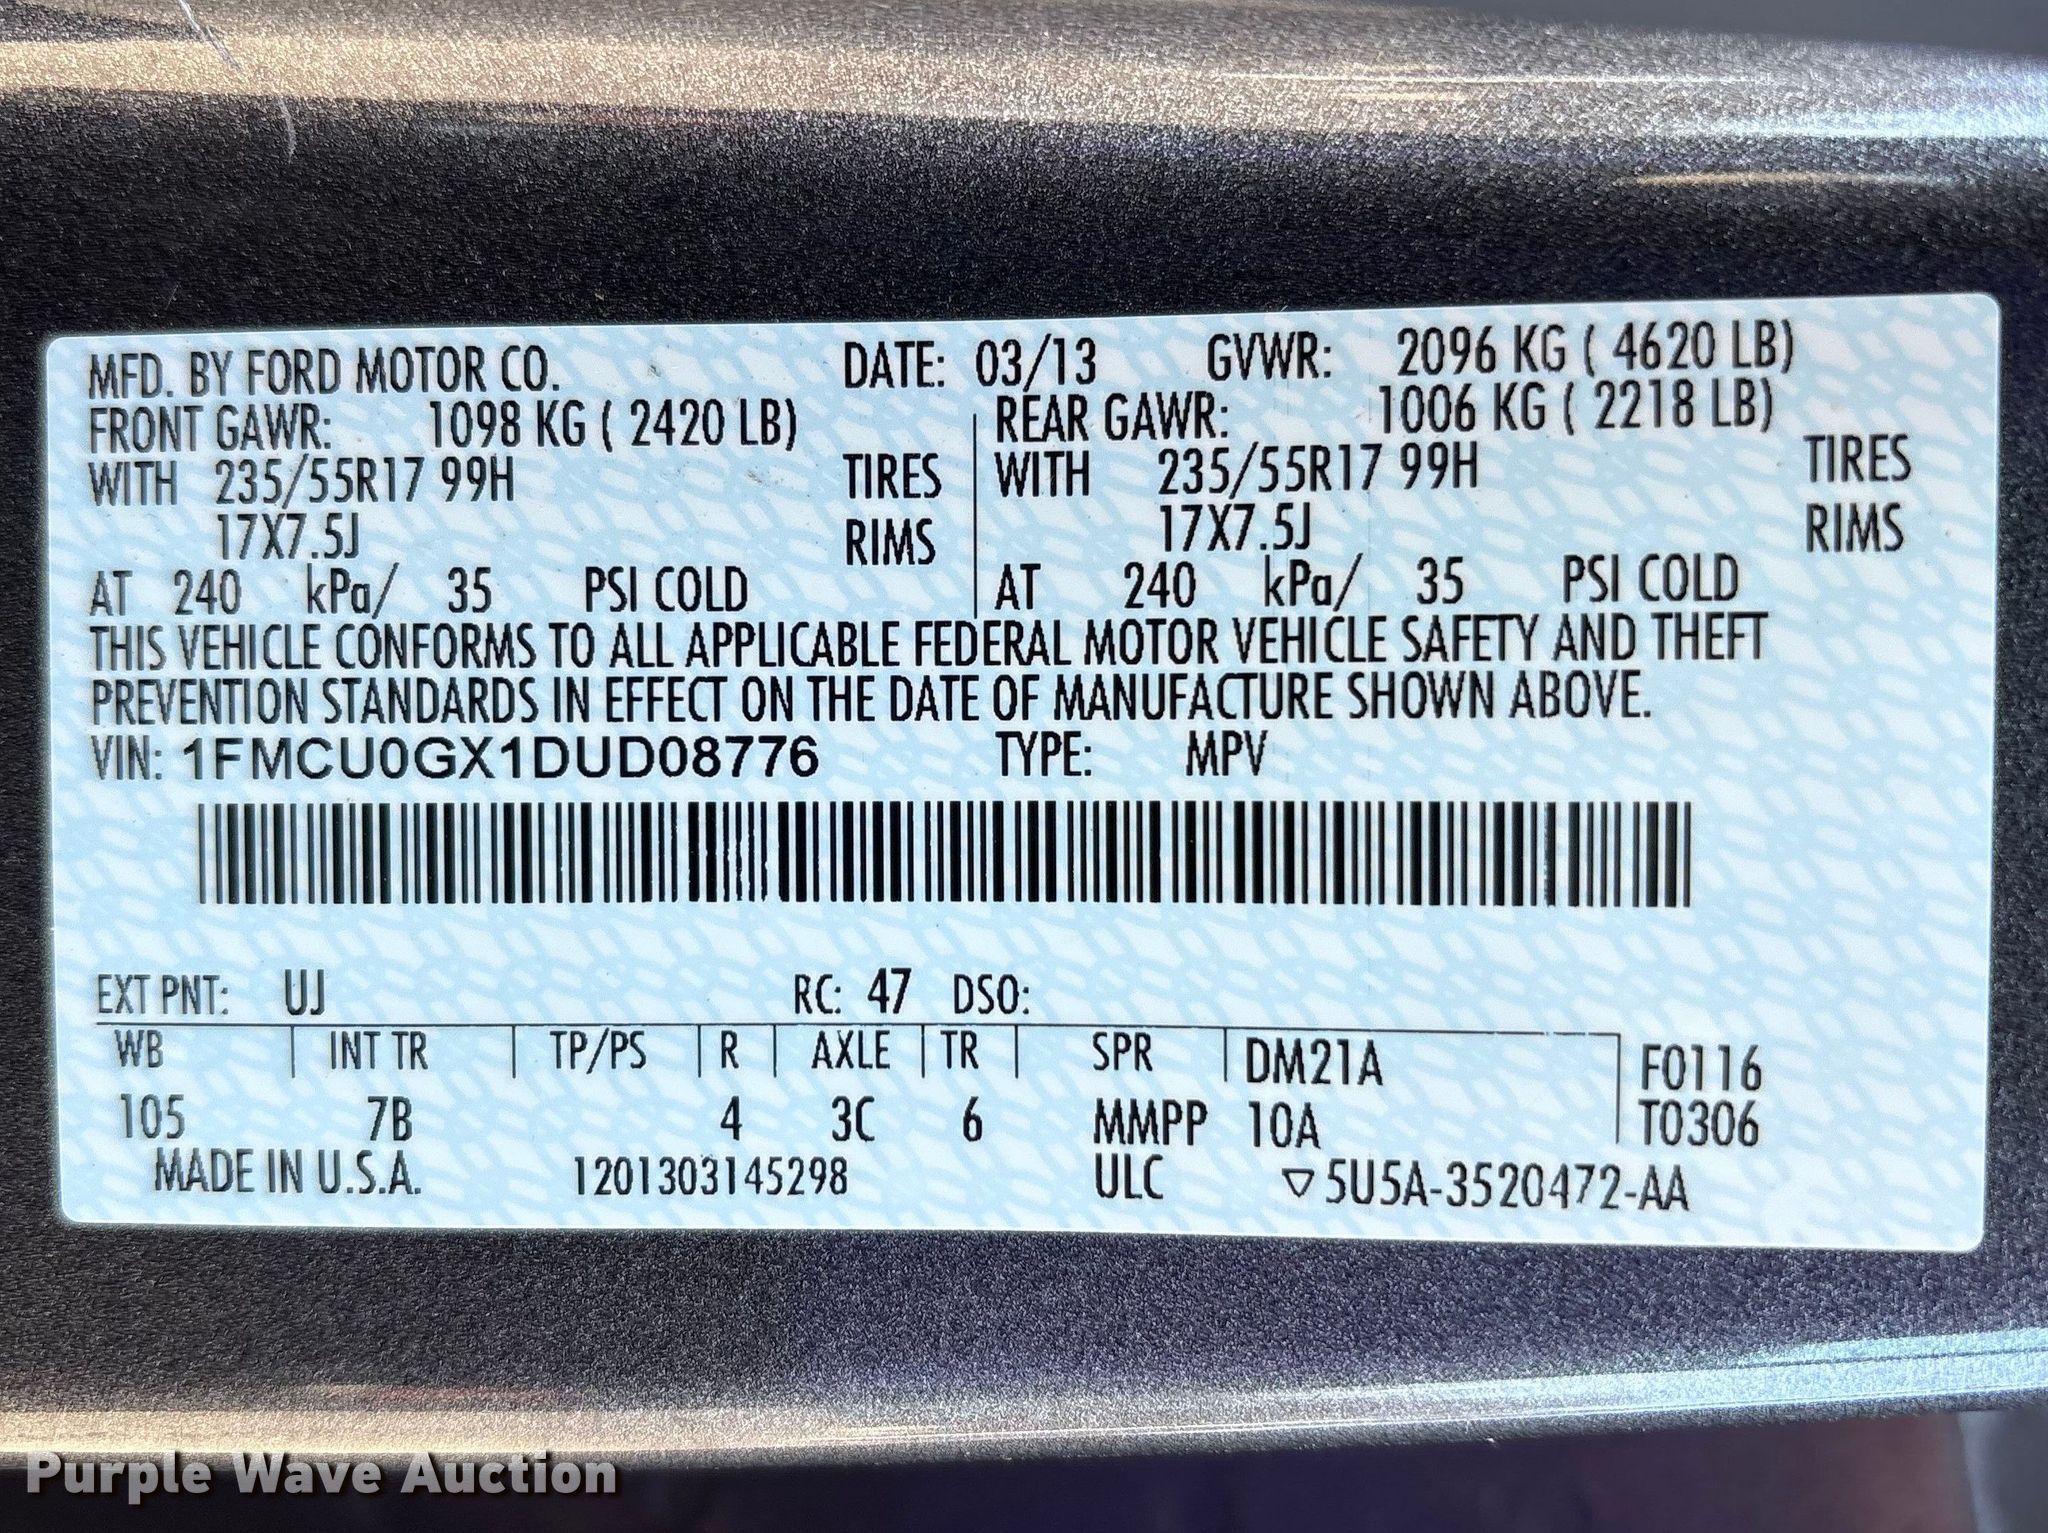 MFD. BY FORD MOTOR CO. DATE: 03/13 GVWR: 2096 KG ( 4620 LB)
FRONT GAWR: 1098 KG ( 2420 LB) REAR GAWR: 1006 KG ( 2218 LB)
WITH 235/55R17 99H TIRES WITH 235/55R17 99H TIRES
17X7.5J RIMS 17X7.5J RIMS
AT 240 kPa/ 35 PSI COLD AT 240 kPa/ 35 PSI COLD
THIS VEHICLE CONFORMS TO ALL APPLICABLE FEDERAL MOTOR VEHICLE SAFETY AND THEFT
PREVENTION STANDARDS IN EFFECT ON THE DATE OF MANUFACTURE SHOWN ABOVE.
VIN: 1FMCU0GX1DUD08776 TYPE: MPV
EXT PNT: UJ RC: 47 DSO:
WB INT TR TP/PS R AXLE TR SPR DM21A F0116
105 7B 4 3C 6 MMPP 10A T0306
MADE IN U.S.A. 1201303145298 ULC ▽5U5A-3520472-AA
Purple Wave Auction